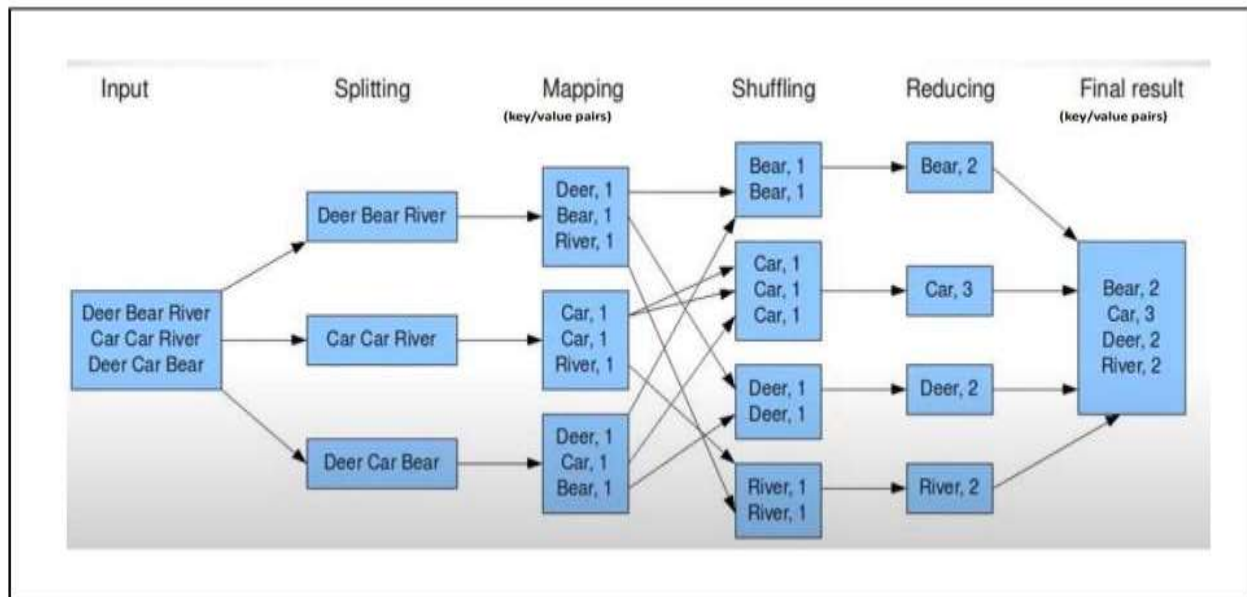 Input
Splitting
Mapping
(key/value pairs)
Shuffling
Reducing
Final result
(key/value pairs)
Deer Bear River
Car Car River
Deer Car Bear
Deer Bear River
Car Car River
Deer Car Bear
Deer, 1
Bear, 1
River, 1
Car, 1
Car, 1
River, 1
Deer, 1
Car, 1
Bear, 1
Bear, 1
Bear, 1
Car, 1
Car, 1
Car, 1
Deer, 1
Deer, 1
River, 1
River, 1
Bear, 2
Car, 3
Deer, 2
River, 2
Bear, 2
Car, 3
Deer, 2
River, 2